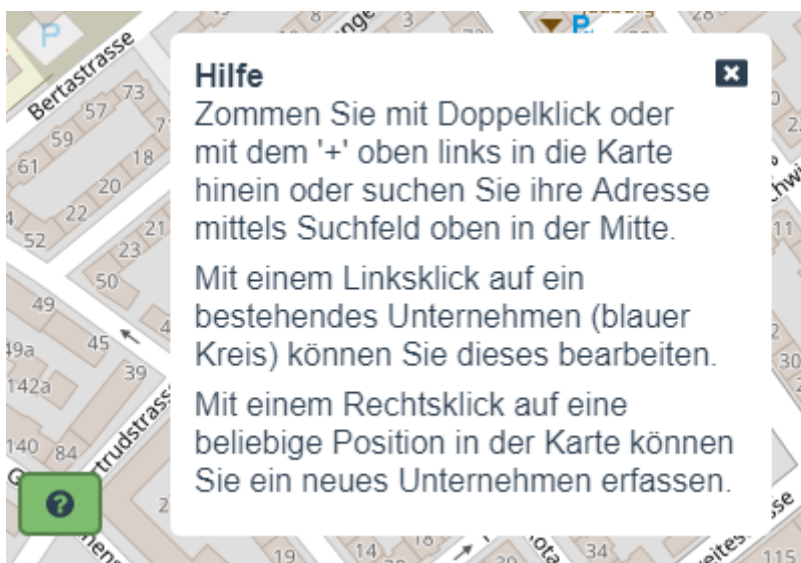 P
Bertastrasse
P
28
8
3
73
57
59
61
18
20
22
52
21
23
50
49
45
39
142a
140
84
19
14
18
34
115
11
30
Hilfe
Zommen Sie mit Doppelklick oder
mit dem '+' oben links in die Karte
hinein oder suchen Sie ihre Adresse
mittels Suchfeld oben in der Mitte.
Mit einem Linksklick auf ein
bestehendes Unternehmen (blauer
Kreis) können Sie dieses bearbeiten.
Mit einem Rechtsklick auf eine
beliebige Position in der Karte können
Sie ein neues Unternehmen erfassen.
?